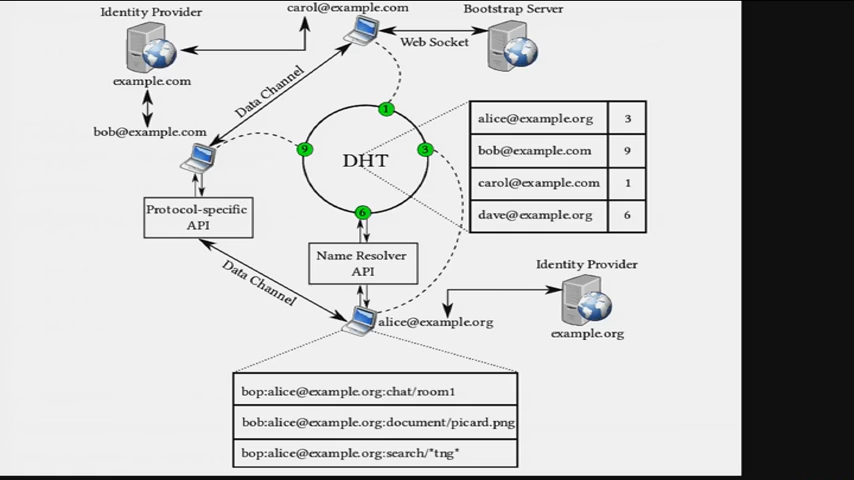 Identity Provider
carol@example.com
Bootstrap Server
Web Socket
example.com
Data Channel
bob@example.com
1
9
DHT
3
6
alice@example.org 3
bob@example.com 9
carol@example.com 1
dave@example.org 6
Protocol-specific
API
Name Resolver
API
Data Channel
Identity Provider
alice@example.org
example.org
bop:alice@example.org:chat/room1
bob:alice@example.org:document/picard.png
bop:alice@example.org:search/*tng*